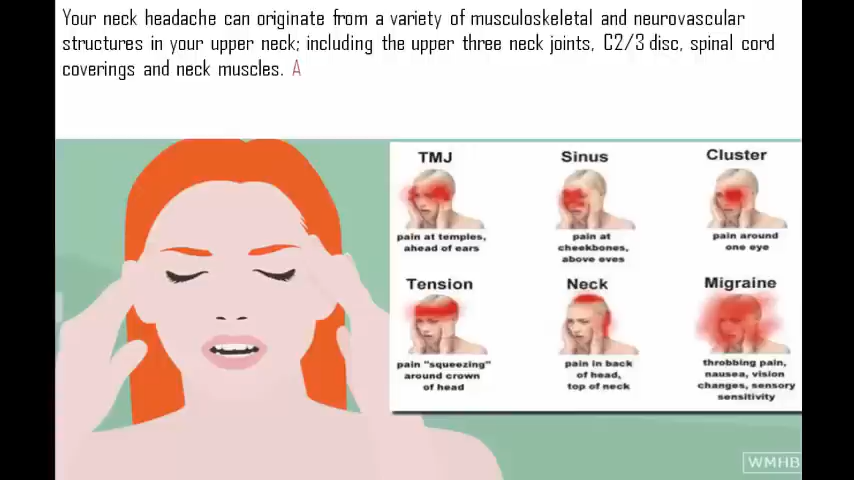 Your neck headache can originate from a variety of musculoskeletal and neurovascular
structures in your upper neck; including the upper three neck joints, C2/3 disc, spinal cord
coverings and neck muscles. A
TMJ
pain at temples,
ahead of ears
Sinus
pain at
cheekbones,
above eyes
Cluster
pain around
one eye
Tension
pain "squeezing"
around crown
of head
Neck
pain in back
of head,
top of neck
Migraine
throbbing pain,
nausea, vision
changes, sensory
sensitivity
WMHB